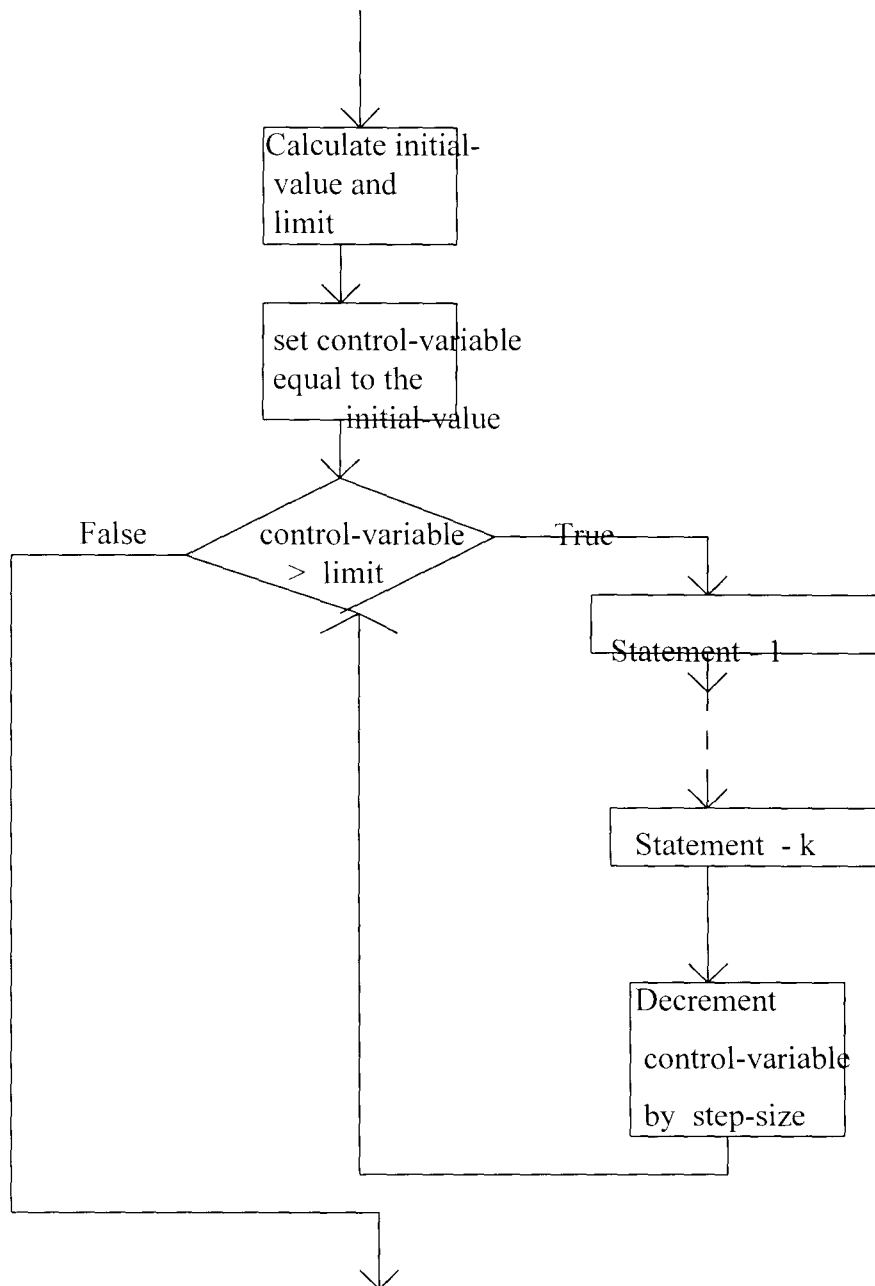 Calculate initial-
value and
limit
set control-variable
equal to the
initial-value
False
control-variable
> limit
True
Statement - 1
Statement - k
Decrement
control-variable
by step-size